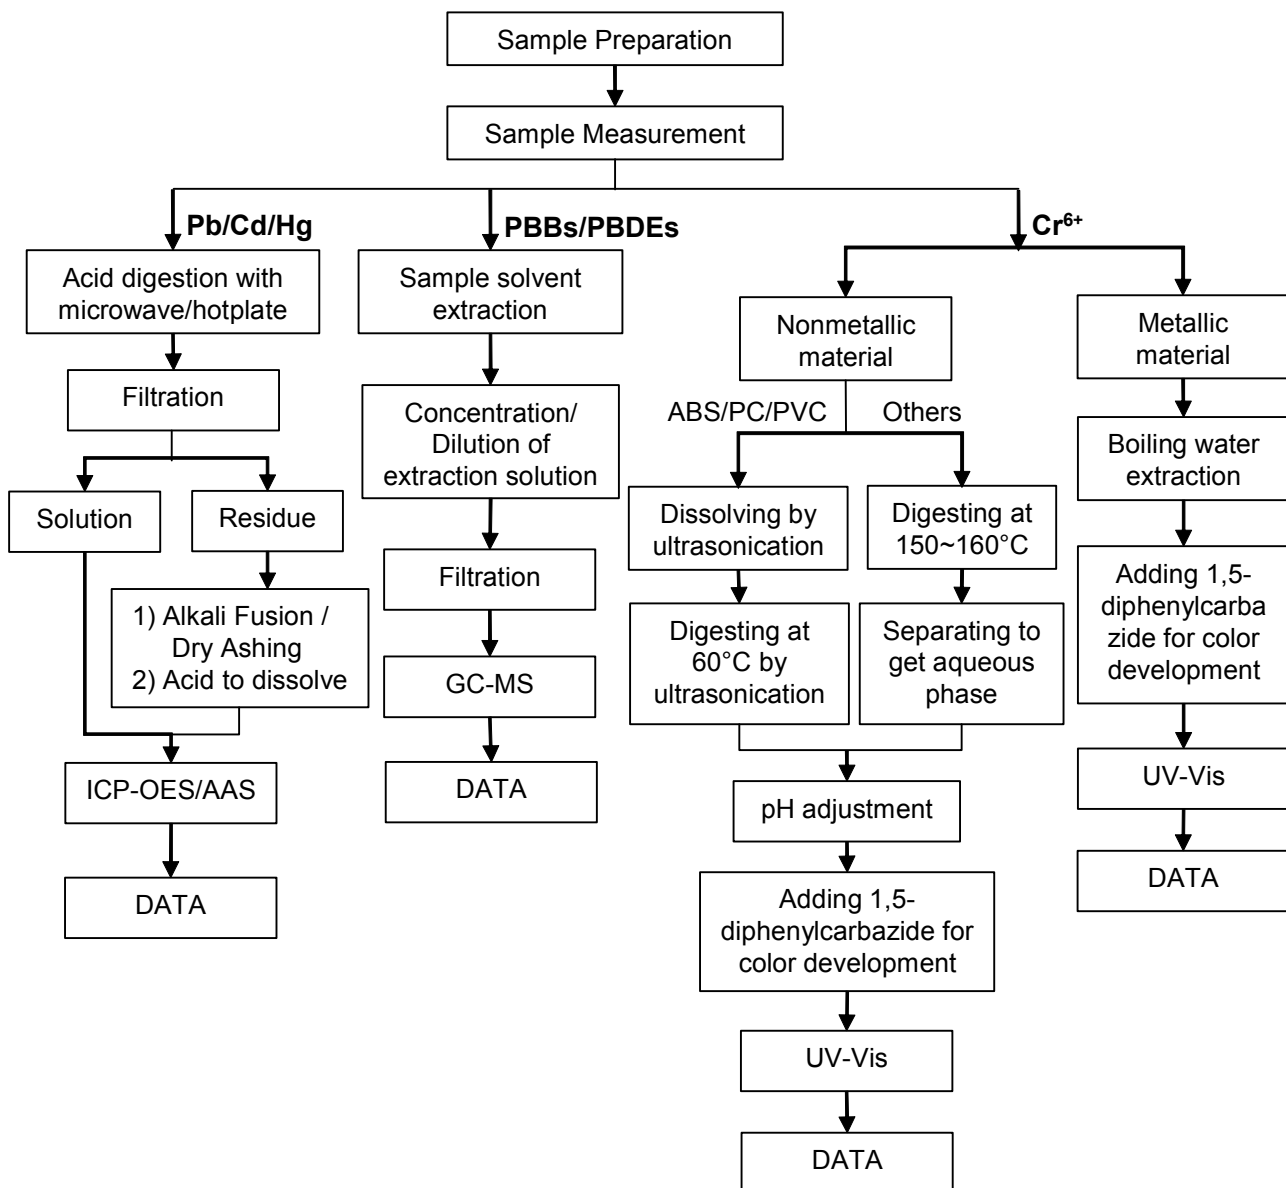 Sample Preparation
Sample Measurement
Pb/Cd/Hg
Acid digestion with
microwave/hotplate
Filtration
Solution
Residue
1) Alkali Fusion /
Dry Ashing
2) Acid to dissolve
ICP-OES/AAS
DATA
PBBs/PBDEs
Sample solvent
extraction
Concentration/
Dilution of
extraction solution
Filtration
GC-MS
DATA
Cr⁶⁺
Nonmetallic
material
ABS/PC/PVC
Others
Dissolving by
ultrasonication
Digesting at
60°C by
ultrasonication
Digesting at
150~160°C
Separating to
get aqueous
phase
pH adjustment
Adding 1,5-
diphenylcarbazide for
color development
UV-Vis
DATA
Metallic
material
Boiling water
extraction
Adding 1,5-
diphenylcarba
zide for color
development
UV-Vis
DATA